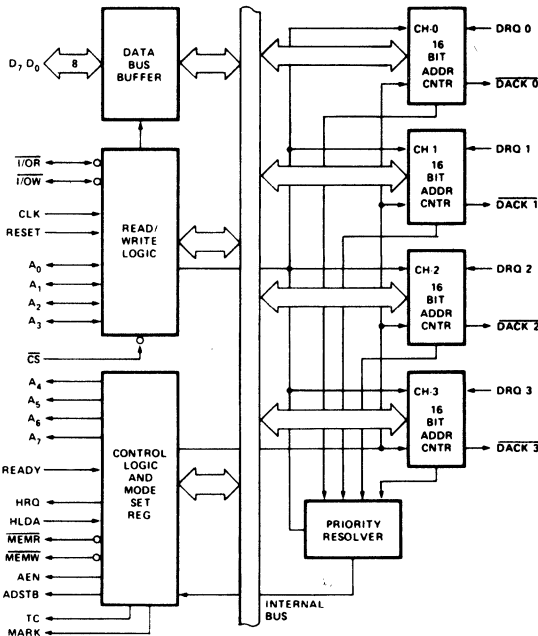 D7 D0
8
DATA
BUS
BUFFER
I/OR
I/OW
CLK
RESET
A0
A1
A2
A3
CS
READ/
WRITE
LOGIC
A4
A5
A6
A7
READY
HRQ
HLDA
MEMR
MEMW
AEN
ADSTB
TC
MARK
CONTROL
LOGIC
AND
MODE
SET
REG
INTERNAL
BUS
CH-0
16
BIT
ADDR
CNTR
DRQ 0
DACK 0
CH 1
16
BIT
ADDR
CNTR
DRQ 1
DACK 1
CH-2
16
BIT
ADDR
CNTR
DRQ 2
DACK 2
CH-3
16
BIT
ADDR
CNTR
DRQ 3
DACK 3
PRIORITY
RESOLVER